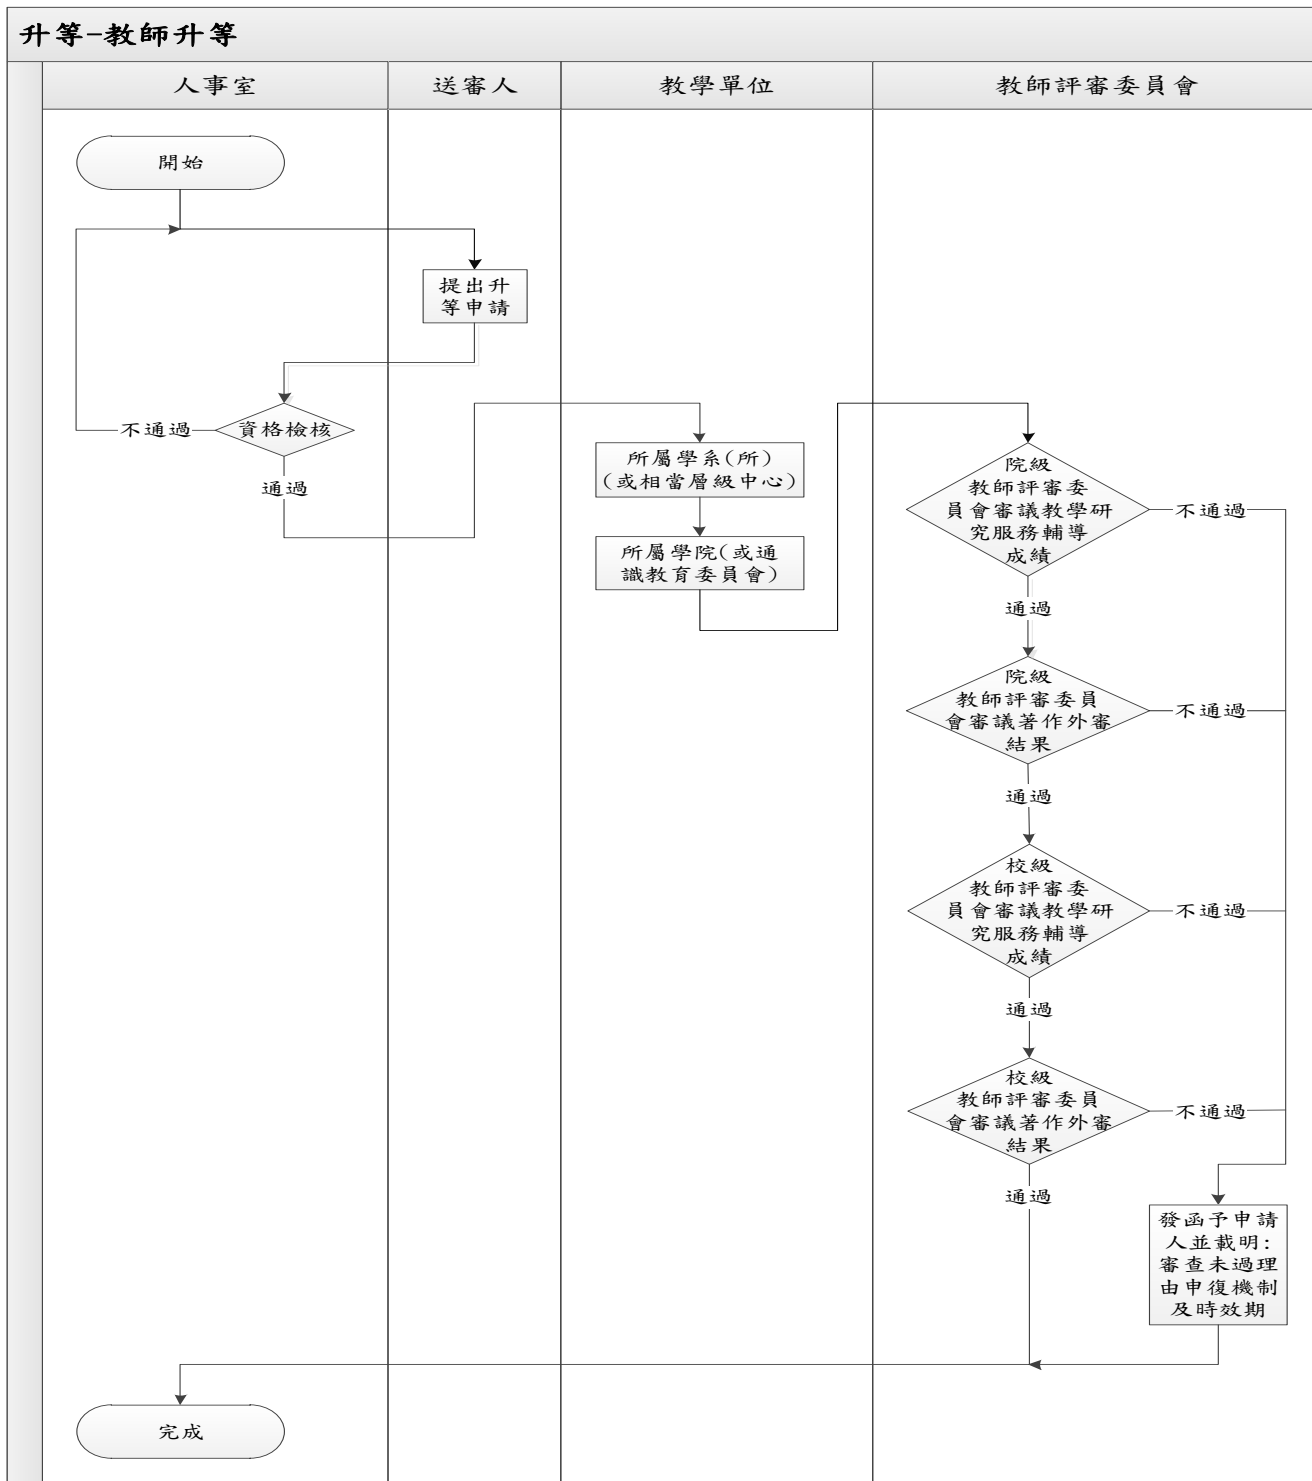 升等-教師升等
人事室
送審人
教學單位
教師評審委員會
開始
提出升
等申請
資格檢核
不通過
通過
所屬學系(所)
(或相當層級中心)
所屬學院(或通
識教育委員會)
院級
教師評審委
員會審議教學研
究服務輔導
成績
不通過
通過
院級
教師評審委員
會審議著作外審
結果
不通過
通過
校級
教師評審委
員會審議教學研
究服務輔導
成績
不通過
通過
校級
教師評審委員
會審議著作外審
結果
不通過
通過
發函予申請
人並載明:
審查未過理
由申復機制
及時效期
完成